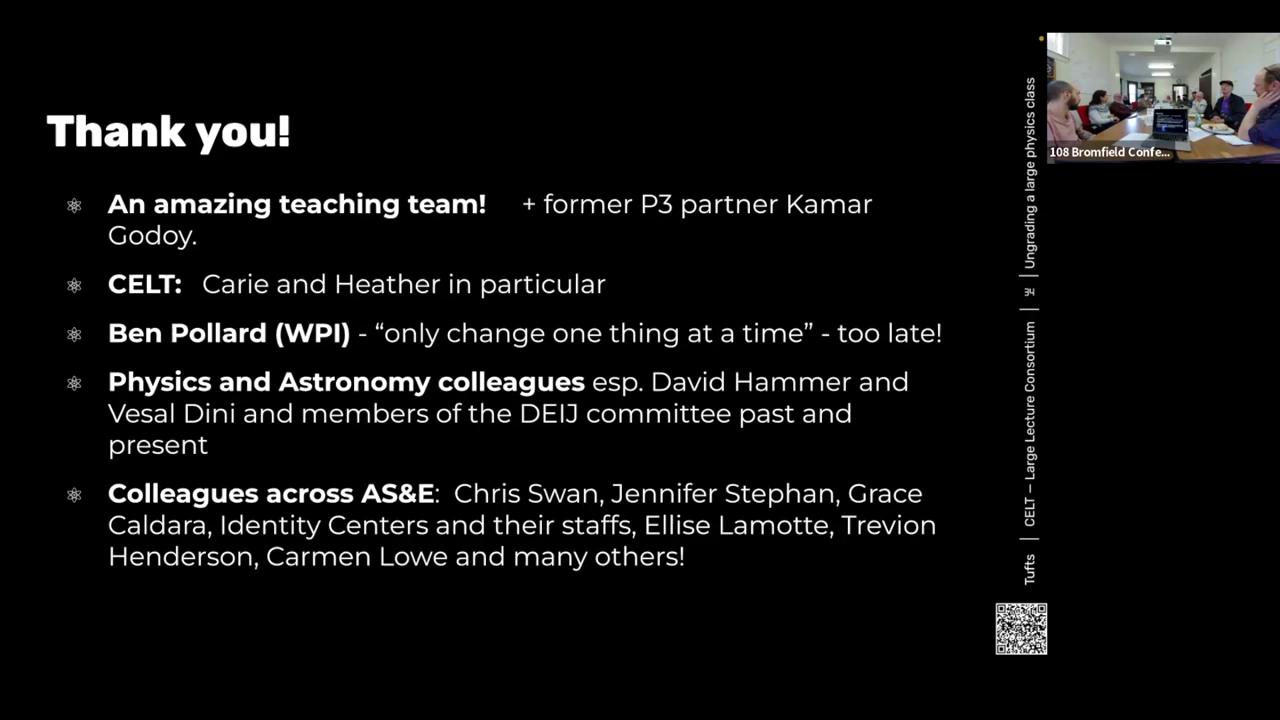 Thank you!
An amazing teaching team! + former P3 partner Kamar
Godoy.
CELT: Carie and Heather in particular
Ben Pollard (WPI) - “only change one thing at a time” - too late!
Physics and Astronomy colleagues esp. David Hammer and
Vesal Dini and members of the DEIJ committee past and
present
Colleagues across AS&E: Chris Swan, Jennifer Stephan, Grace
Caldara, Identity Centers and their staffs, Ellise Lamotte, Trevion
Henderson, Carmen Lowe and many others!
Tufts | CELT – Large Lecture Consortium | 34 | Ungrading a large physics class
108 Bromfield Confe...